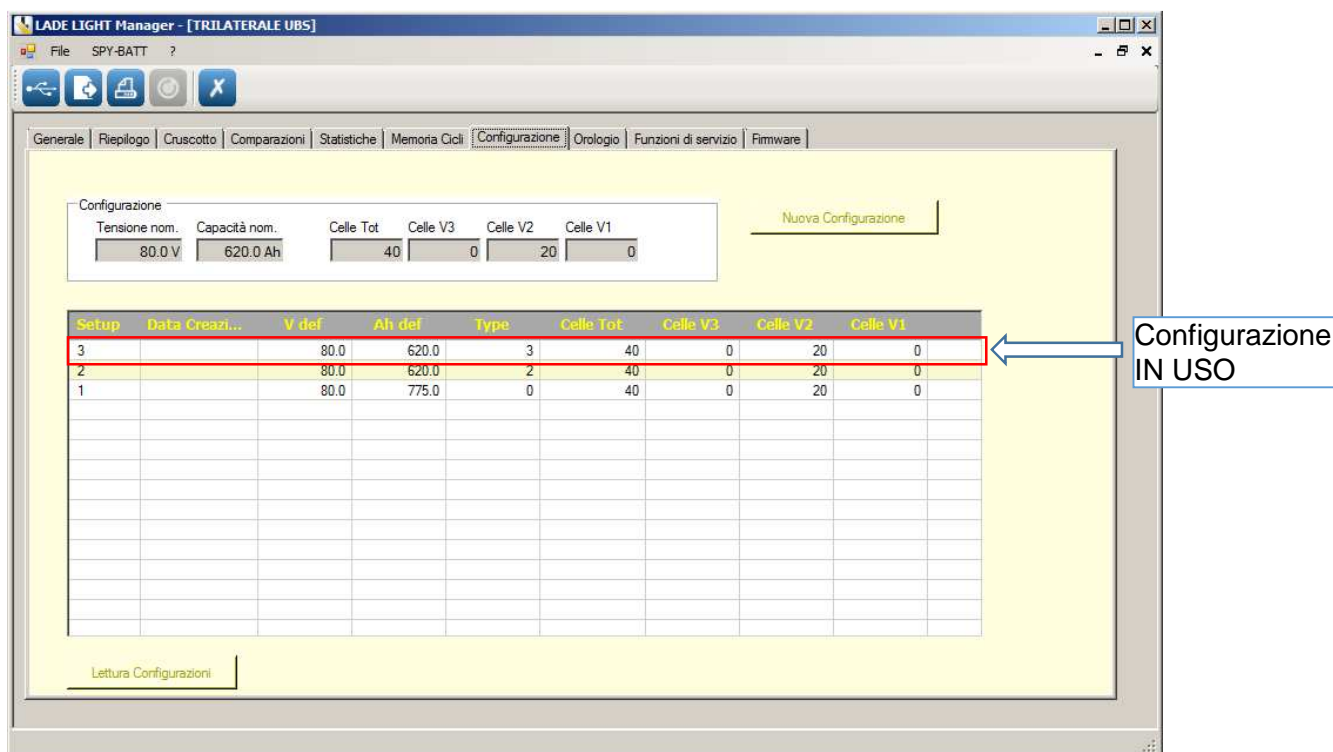 LADE LIGHT Manager - [TRILATERALE UBS]
File SPY-BATT ?
Generale Riepilogo Cruscotto Comparazioni Statistiche Memoria Cicli Configurazione Orologio Funzioni di servizio Firmware
Configurazione
Tensione nom. Capacità nom. Celle Tot Celle V3 Celle V2 Celle V1
80.0 V 620.0 Ah 40 0 20 0
Nuova Configurazione
Setup Data Creazi... V def Ah def Type Celle Tot Celle V3 Celle V2 Celle V1
3 80.0 620.0 3 40 0 20 0
2 80.0 620.0 2 40 0 20 0
1 80.0 775.0 0 40 0 20 0
Configurazione
IN USO
Lettura Configurazioni